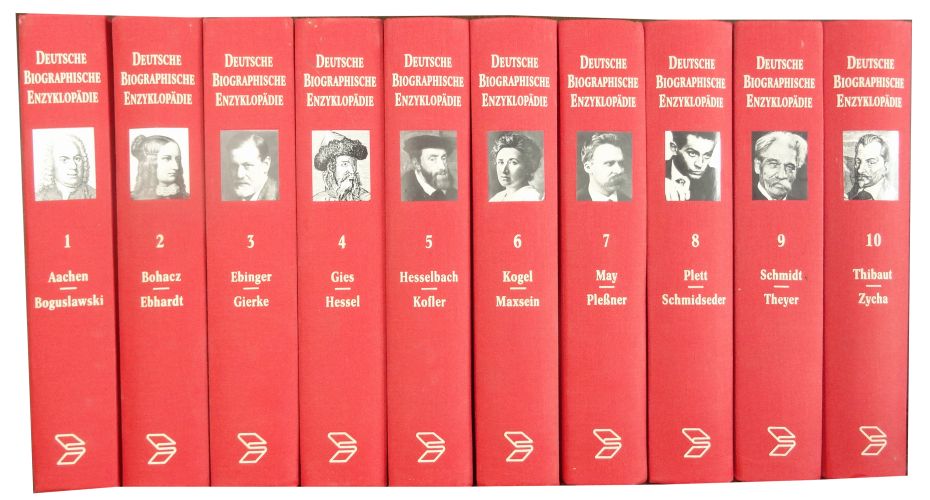 DEUTSCHE
BIOGRAPHISCHE
ENZYKLOPÄDIE
1
Aachen
Boguslawski
DEUTSCHE
BIOGRAPHISCHE
ENZYKLOPÄDIE
2
Bohacz
Ebhardt
DEUTSCHE
BIOGRAPHISCHE
ENZYKLOPÄDIE
3
Ebinger
Gierke
DEUTSCHE
BIOGRAPHISCHE
ENZYKLOPÄDIE
4
Gies
Hessel
DEUTSCHE
BIOGRAPHISCHE
ENZYKLOPÄDIE
5
Hesselbach
Kofler
DEUTSCHE
BIOGRAPHISCHE
ENZYKLOPÄDIE
6
Kogel
Maxsein
DEUTSCHE
BIOGRAPHISCHE
ENZYKLOPÄDIE
7
May
Pleßner
DEUTSCHE
BIOGRAPHISCHE
ENZYKLOPÄDIE
8
Plett
Schmidseder
DEUTSCHE
BIOGRAPHISCHE
ENZYKLOPÄDIE
9
Schmidt
Theyer
DEUTSCHE
BIOGRAPHISCHE
ENZYKLOPÄDIE
10
Thibaut
Zycha